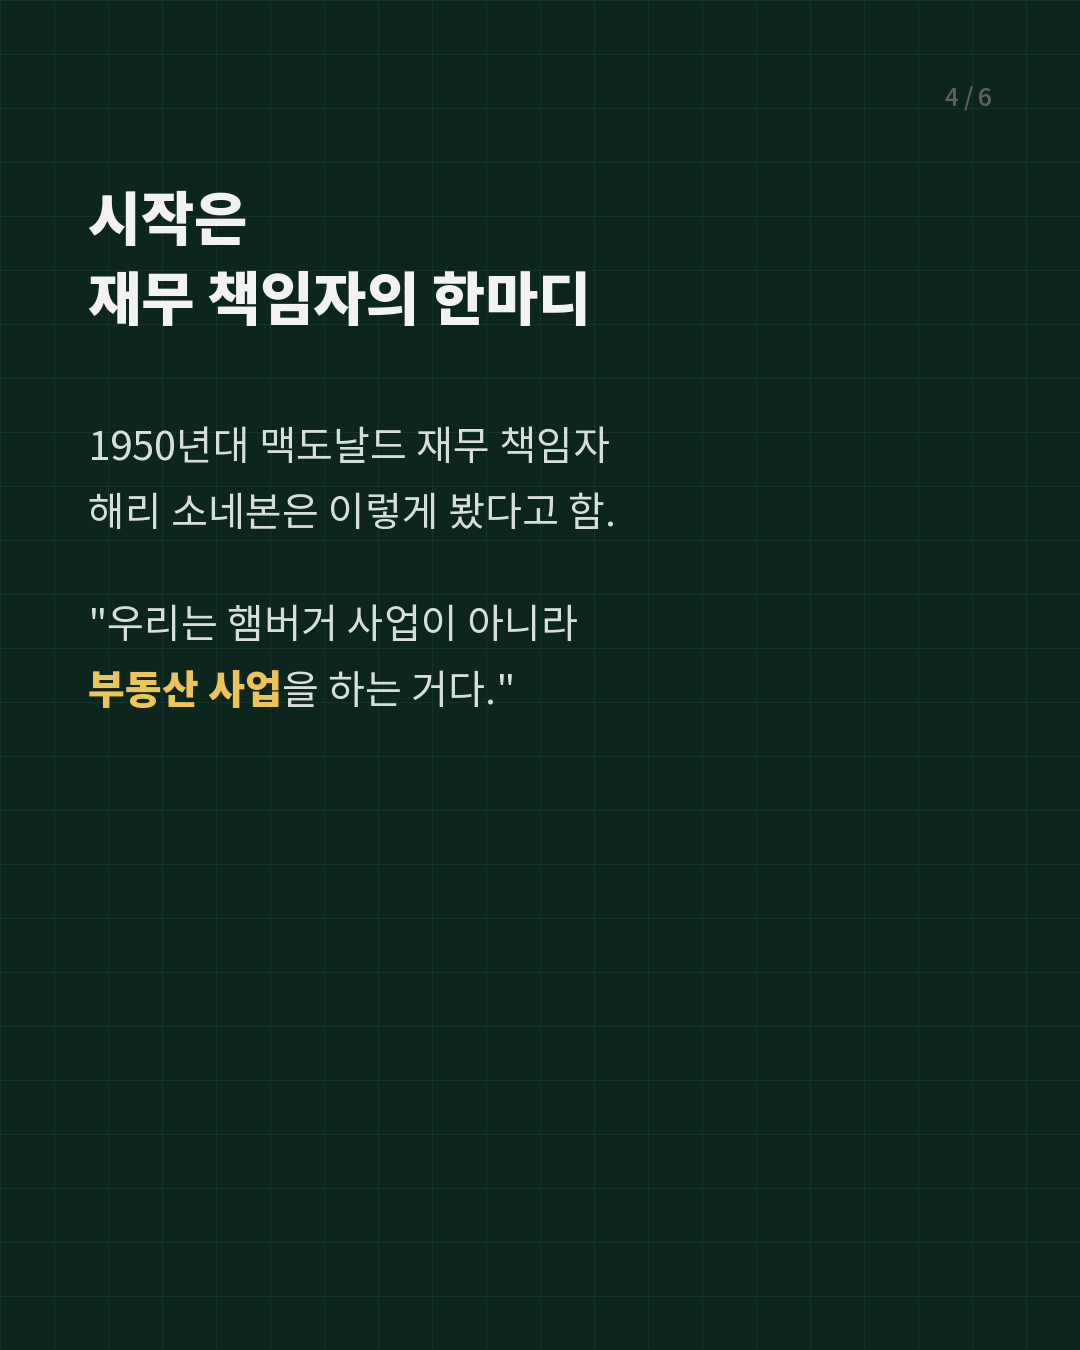 4 / 6
시작은
재무 책임자의 한마디
1950년대 맥도날드 재무 책임자
해리 소네본은 이렇게 봤다고 함.
"우리는 햄버거 사업이 아니라
부동산 사업을 하는 거다."